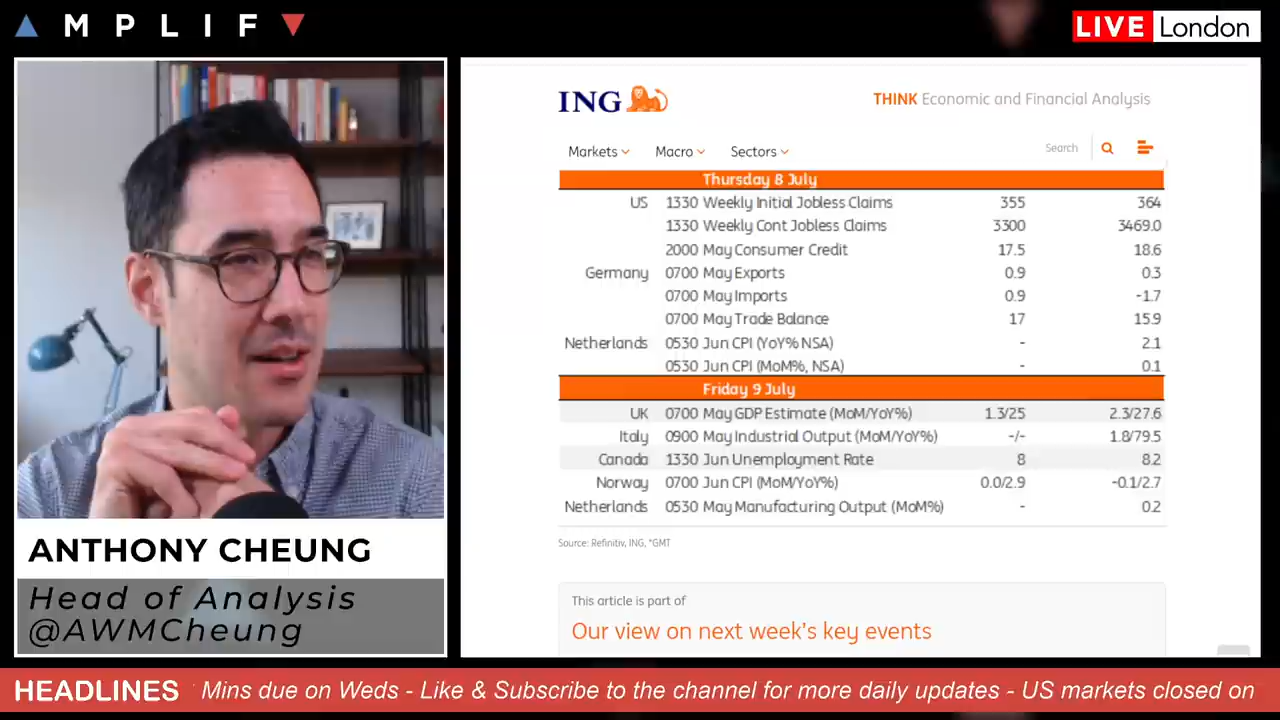 AMPLIFY
LIVE London
ING
THINK Economic and Financial Analysis
Markets Macro Sectors
Search
Thursday 8 July
US 1330 Weekly Initial Jobless Claims 355 364
1330 Weekly Cont Jobless Claims 3300 3469.0
2000 May Consumer Credit 17.5 18.6
Germany 0700 May Exports 0.9 0.3
0700 May Imports 0.9 -1.7
0700 May Trade Balance 17 15.9
Netherlands 0530 Jun CPI (YoY% NSA) - 2.1
0530 Jun CPI (MoM%, NSA) - 0.1
Friday 9 July
UK 0700 May GDP Estimate (MoM/YoY%) 1.3/25 2.3/27.6
Italy 0900 May Industrial Output (MoM/YoY%) -/- 1.8/79.5
Canada 1330 Jun Unemployment Rate 8 8.2
Norway 0700 Jun CPI (MoM/YoY%) 0.0/2.9 -0.1/2.7
Netherlands 0530 May Manufacturing Output (MoM%) - 0.2
Source: Refinitiv, ING, *GMT
This article is part of
Our view on next week's key events
ANTHONY CHEUNG
Head of Analysis
@AWMCheung
HEADLINES Mins due on Weds - Like & Subscribe to the channel for more daily updates - US markets closed on